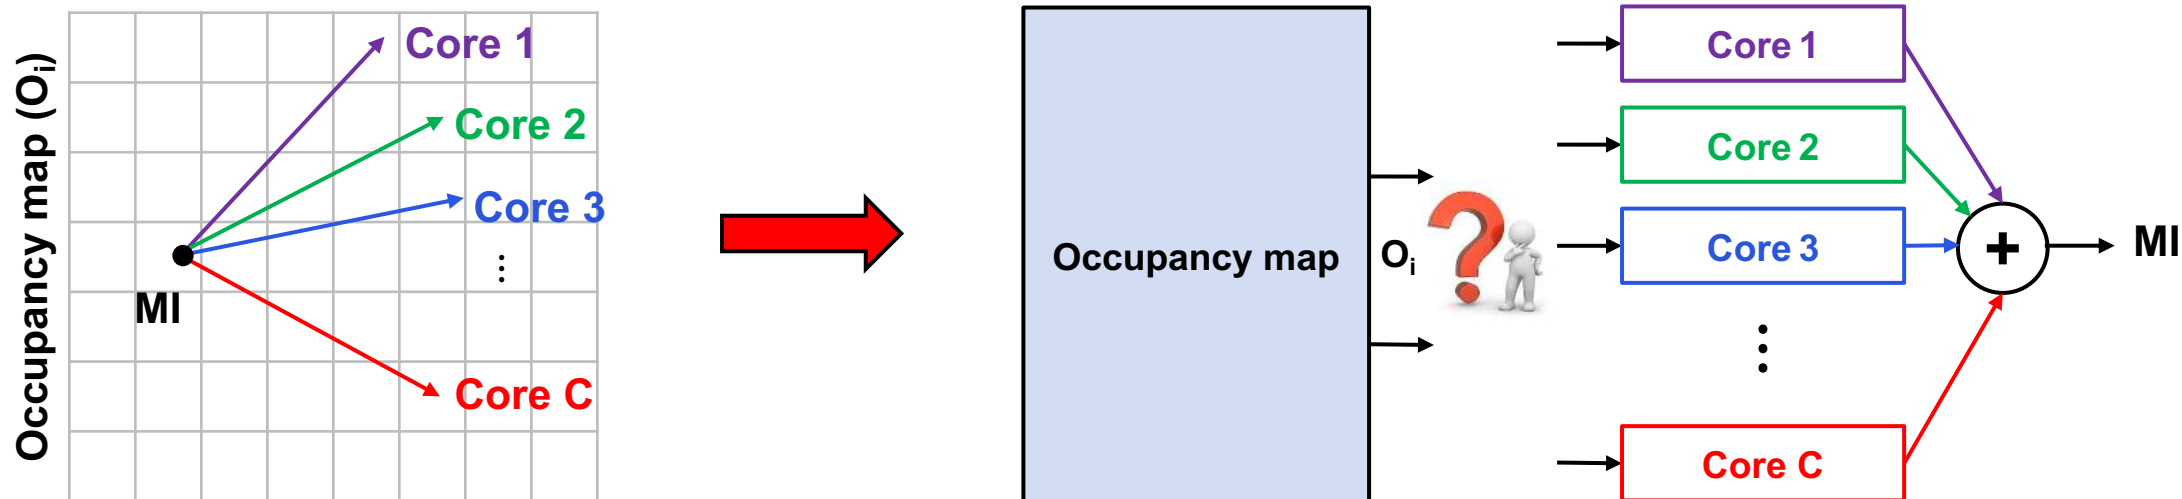 Occupancy map (Oi)
Core 1
Core 2
Core 3
⋮
Core C
MI
Occupancy map
Oi
?
Core 1
Core 2
Core 3
⋮
Core C
+
MI